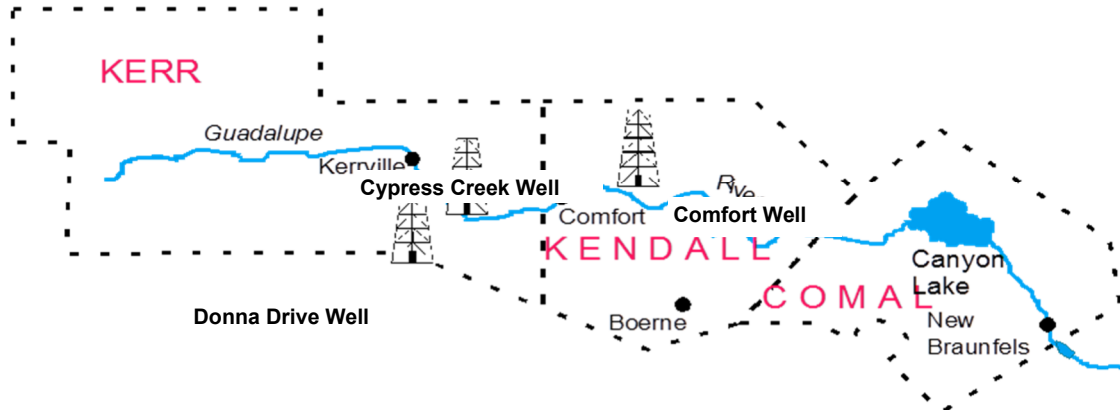 KERR
Guadalupe
Kerrville
Cypress Creek Well
Rive
Comfort
Comfort Well
KENDALL
Canyon
Lake
COMAL
Donna Drive Well
Boerne
New
Braunfels